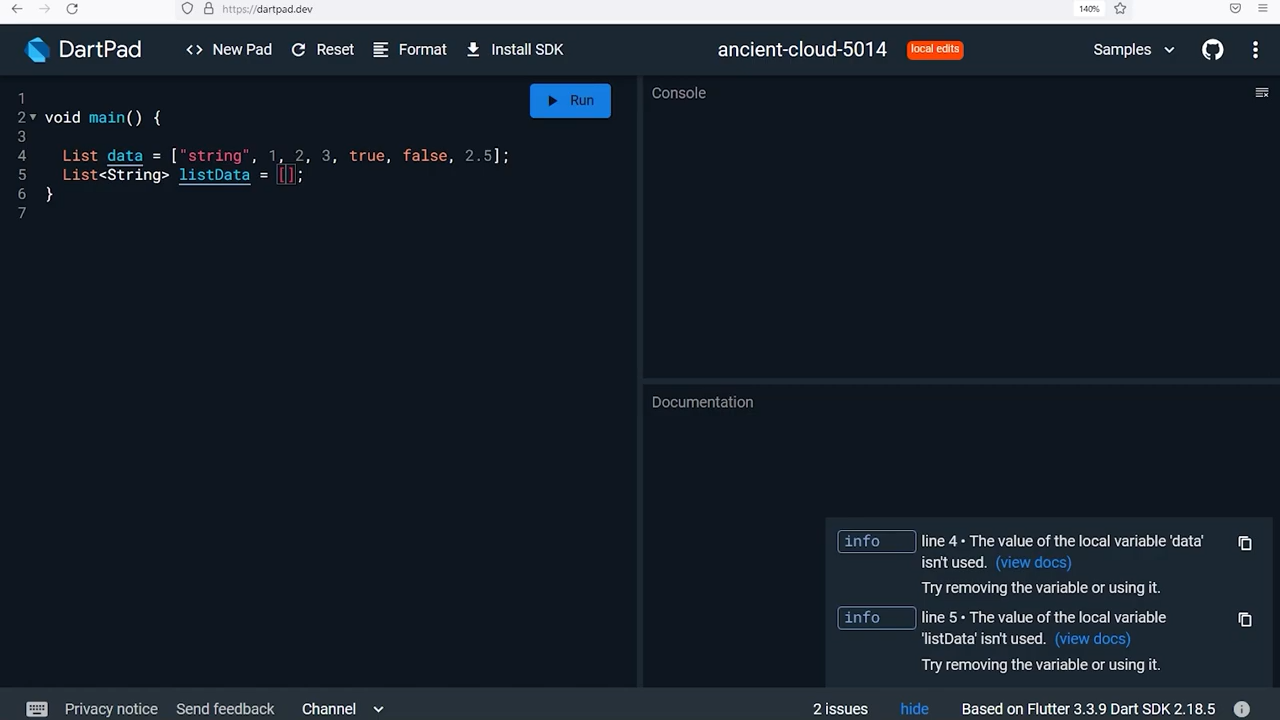 https://dartpad.dev
140%
DartPad
<> New Pad
Reset
Format
Install SDK
ancient-cloud-5014
local edits
Samples
Run
Console
1
2 void main() {
3
4 List data = ["string", 1, 2, 3, true, false, 2.5];
5 List<String> listData = [];
6 }
7
Documentation
info line 4 • The value of the local variable 'data'
isn't used. (view docs)
Try removing the variable or using it.
info line 5 • The value of the local variable
'listData' isn't used. (view docs)
Try removing the variable or using it.
Privacy notice Send feedback Channel 2 issues hide Based on Flutter 3.3.9 Dart SDK 2.18.5